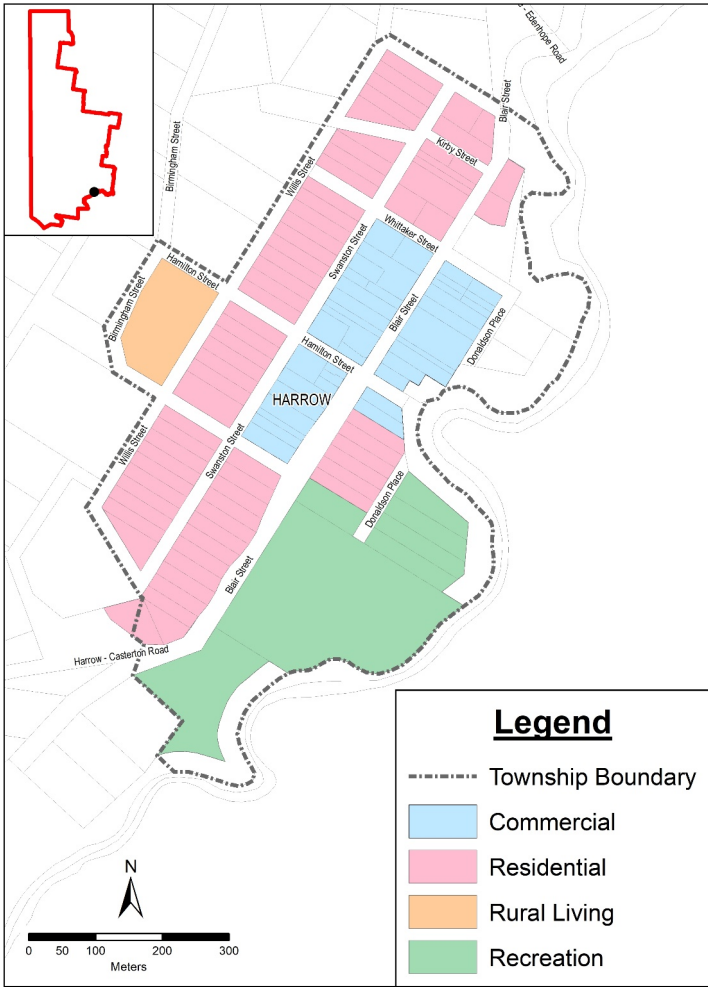 - Edenhope Road
Blair Street
Birmingham Street
Kirby Street
Willis Street
Whittaker Street
Swanston Street
Hamilton Street
Birmingham Street
Blair Street
Donaldson Place
Hamilton Street
HARROW
Willis Street
Swanston Street
Donaldson Place
Blair Street
Harrow - Casterton Road
Legend
Township Boundary
Commercial
Residential
Rural Living
Recreation
N
0 50 100 200 300
Meters